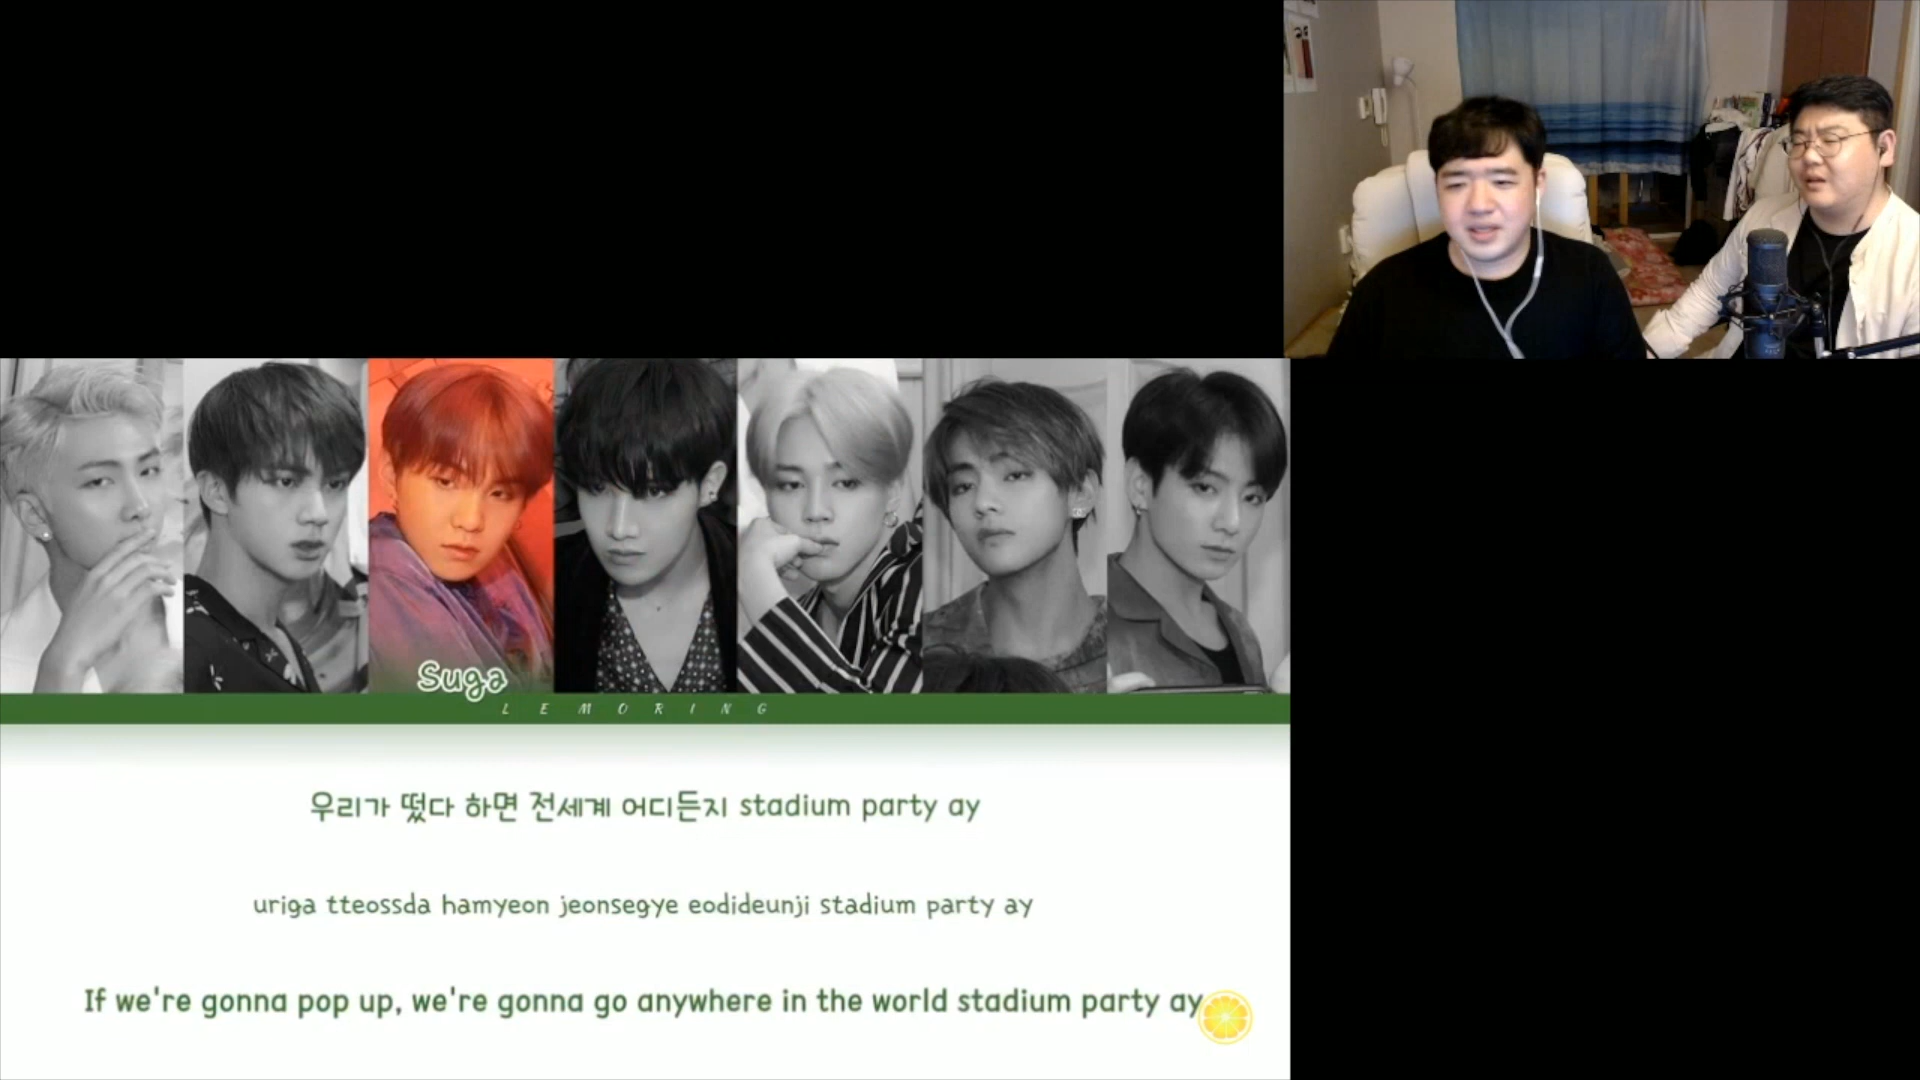 Suga
LEMORING
우리가 떴다 하면 전세계 어디든지 stadium party ay
uriga tteossda hamyeon jeonsegye eodideunji stadium party ay
If we're gonna pop up, we're gonna go anywhere in the world stadium party ay